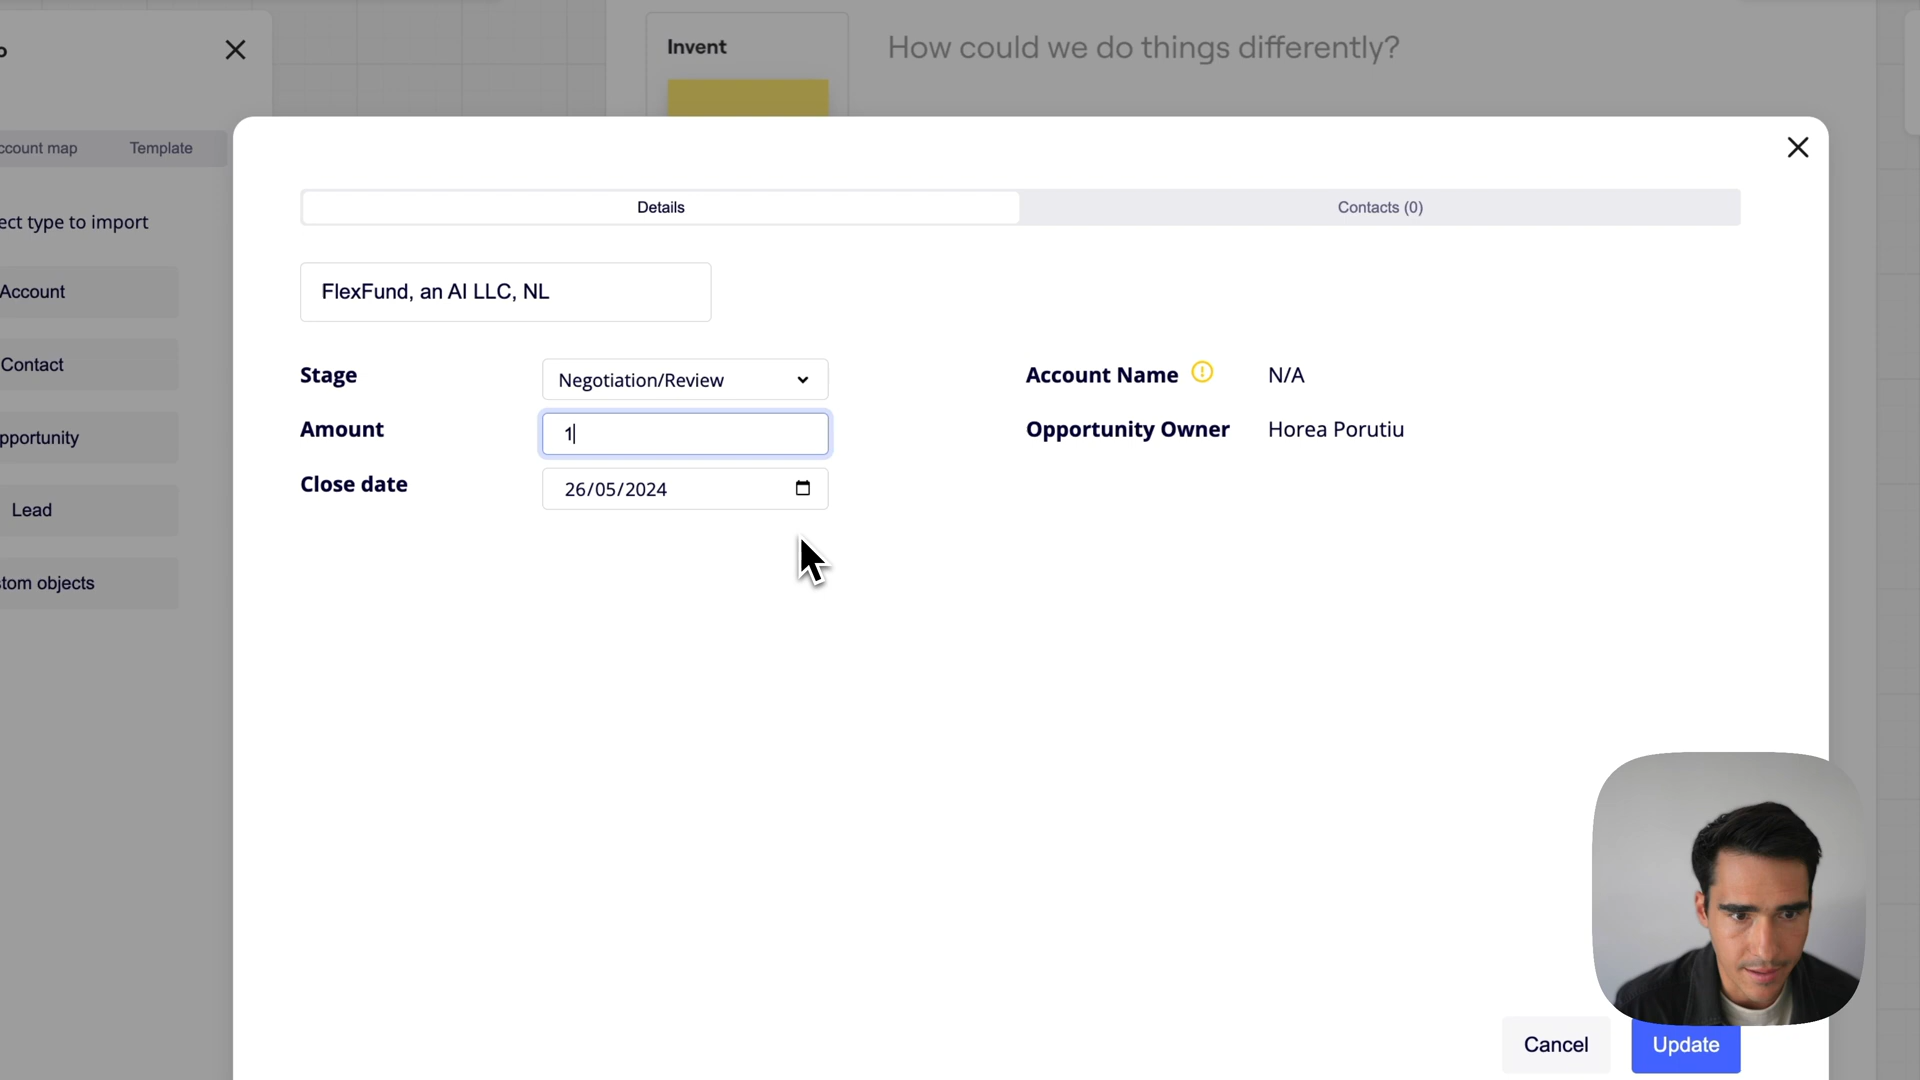 Invent
How could we do things differently?
ccount map
Template
ect type to import
Account
Contact
pportunity
Lead
tom objects
Details
Contacts (0)
FlexFund, an AI LLC, NL
Stage
Negotiation/Review
Account Name
N/A
Amount
1
Opportunity Owner
Horea Porutiu
Close date
26/05/2024
Cancel
Update